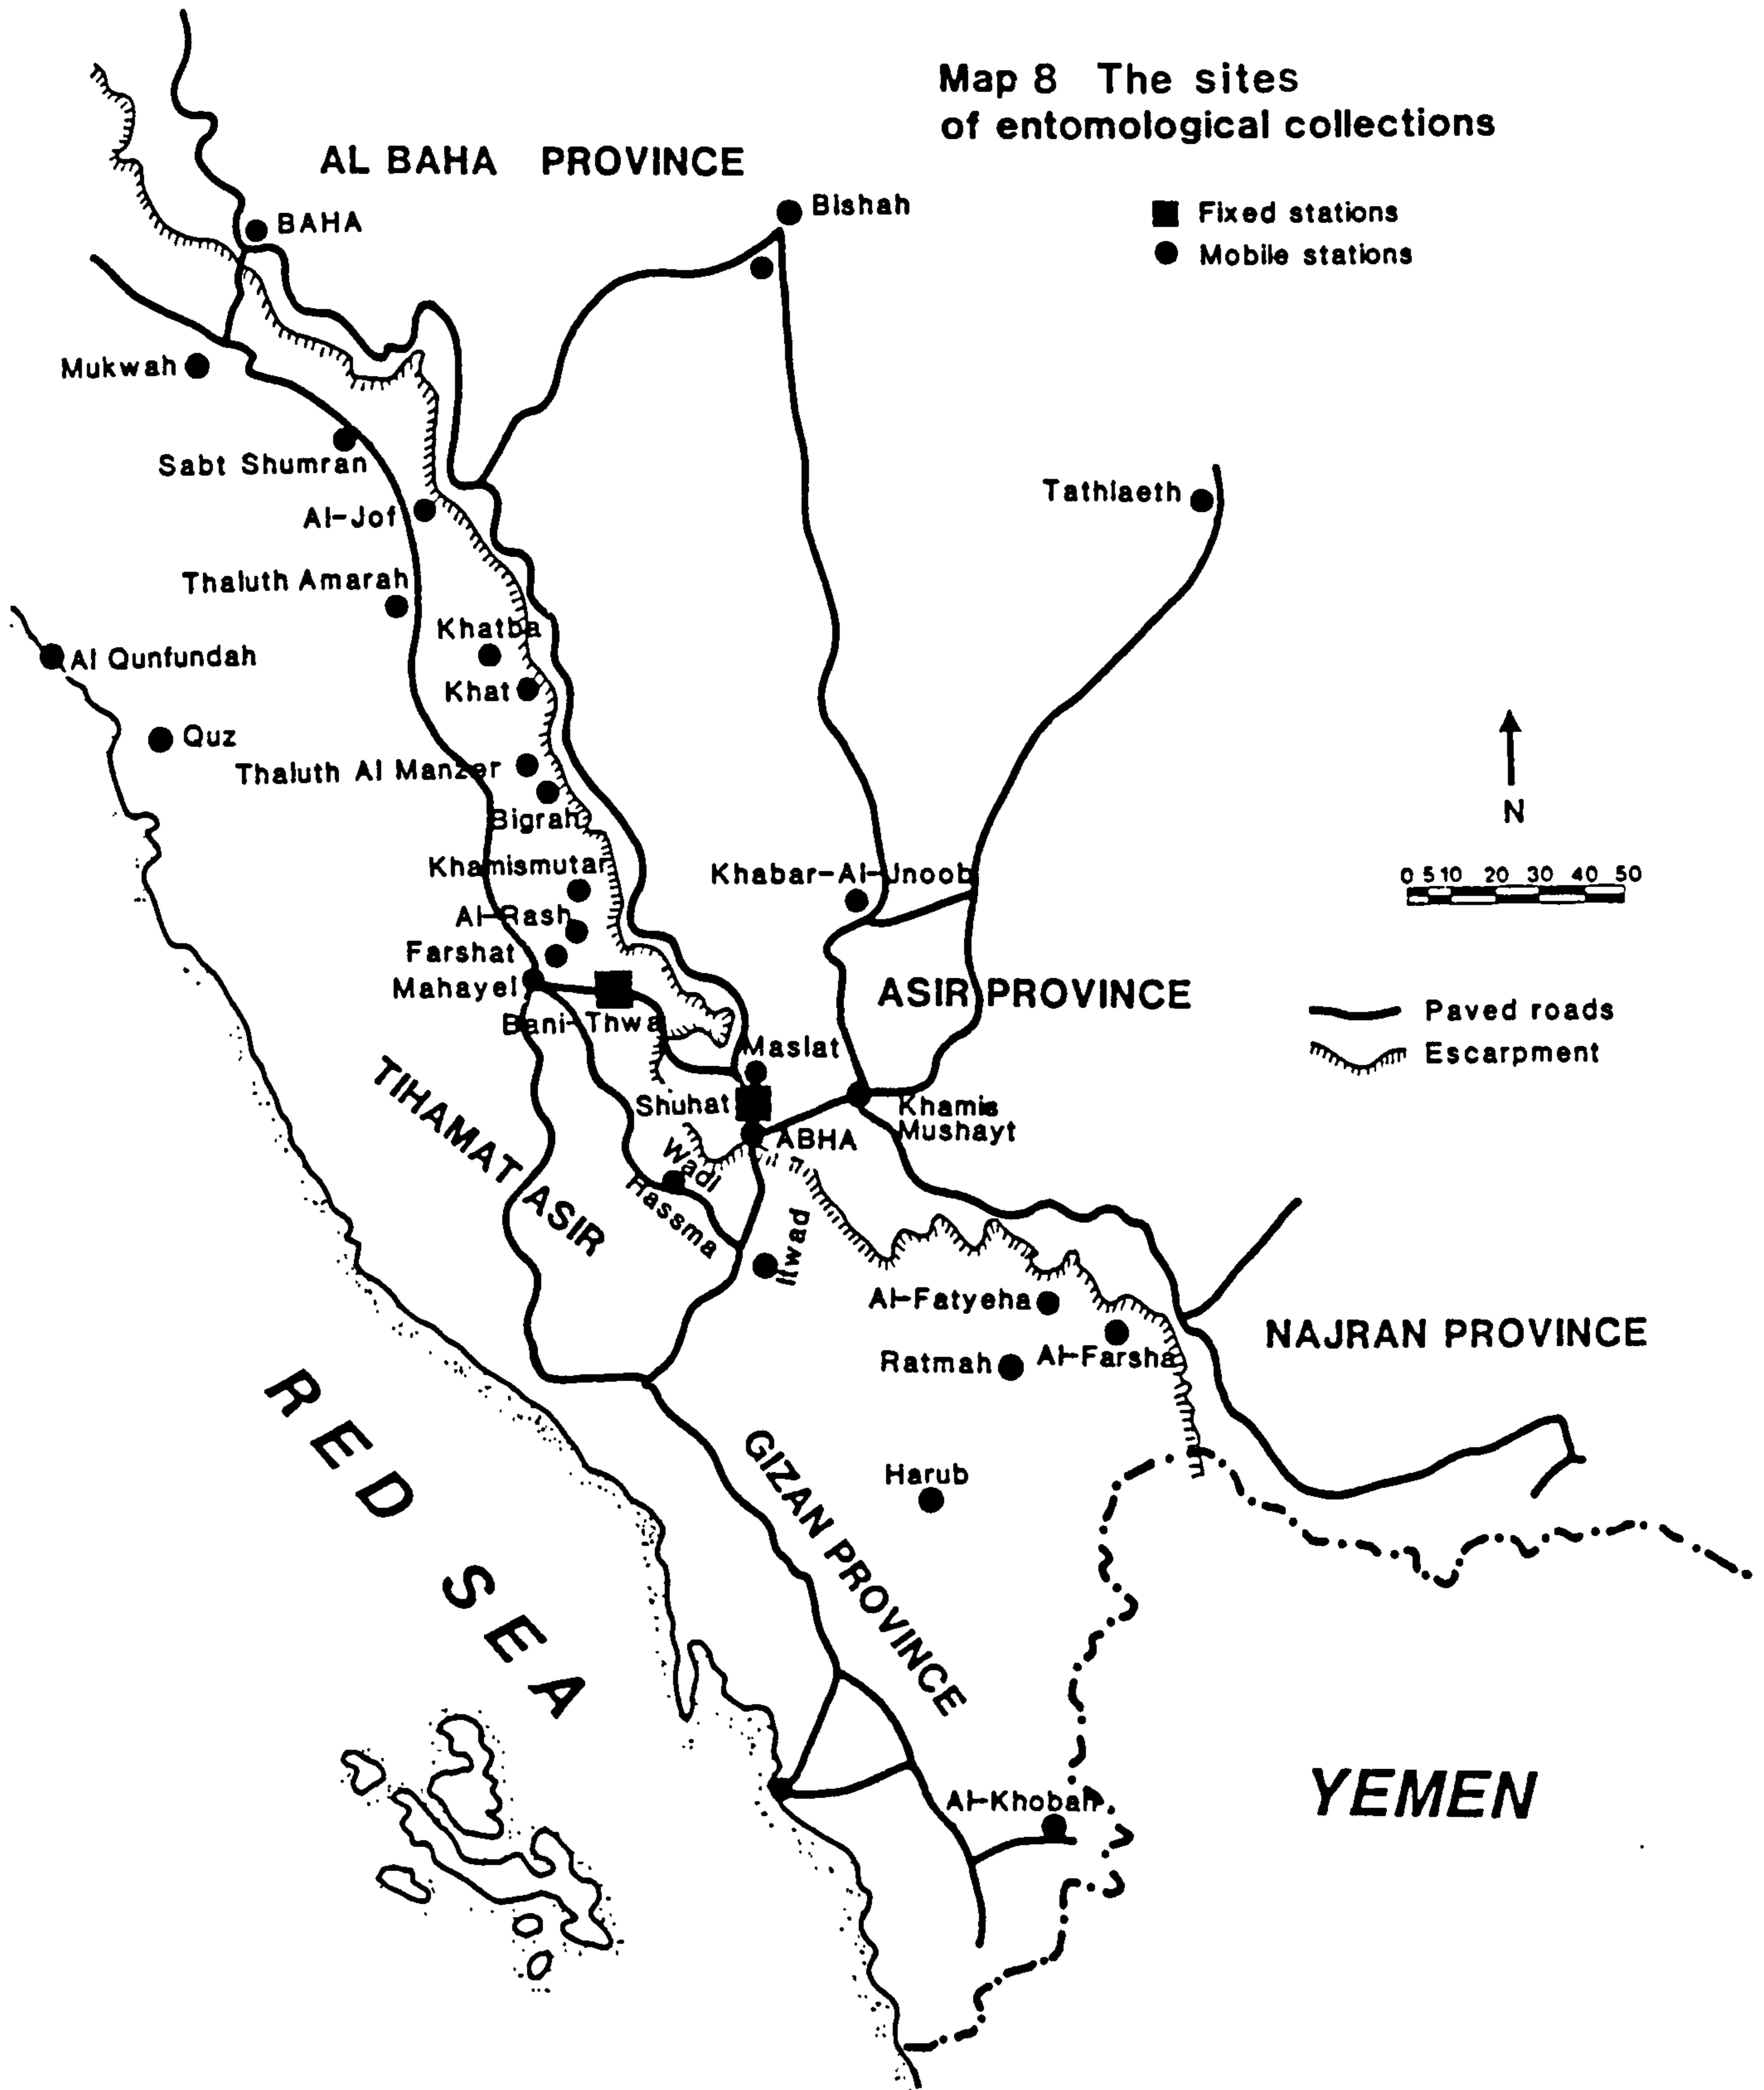 Map 8 The sites
of entomological collections
AL BAHA PROVINCE
Bishah
Fixed stations
BAHA
Mobile stations
Mukwah
Sabt Shumran
Tathlaeth
Al-Jof
Thaluth Amarah
Khatba
Al Qunfundah
Khat
Quz
Thaluth Al Manzer
N
Bigrah
Khamismutar
Khabar-Al-Jnoob
0 5 10 20 30 40 50
Al-Rash
Farshat
Mahayel
ASIR PROVINCE
Paved roads
Bani-Thwa
Maslat
Escarpment
TIHAMAT ASIR
Shuhat
Khamis
Mushayt
ABHA
Wadi
Hassma
Itwad
Al-Fatyeha
NAJRAN PROVINCE
Ratmah
Al-Farsha
RED SEA
GIZAN PROVINCE
Harub
YEMEN
Al-Khobah